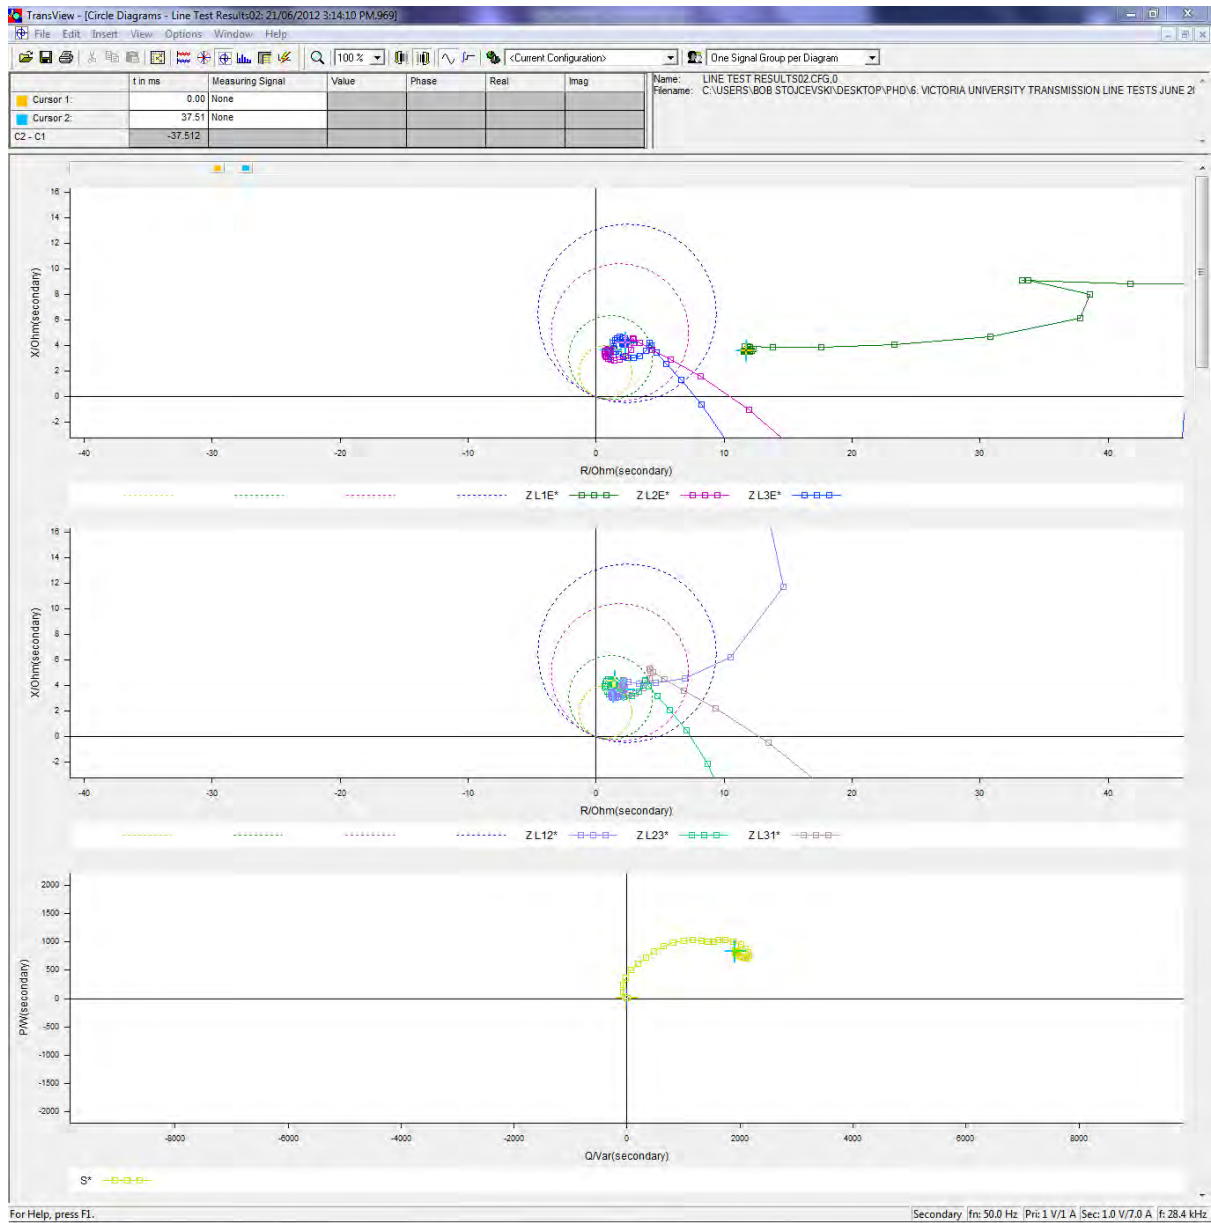 TransView - [Circle Diagrams - Line Test Results02: 21/06/2012 3:14:10 PM.969]
File Edit Insert View Options Window Help
100 % <Current Configuration> One Signal Group per Diagram
t in ms Measuring Signal Value Phase Real Imag
Cursor 1: 0.00 None
Cursor 2: 37.51 None
C2 - C1 -37.512
Name: LINE TEST RESULTS02.CFG.0
Filename: C:\USERS\BOB STOJCEVSKI\DESKTOP\PHD\6. VICTORIA UNIVERSITY TRANSMISSION LINE TESTS JUNE 20
X/Ohm(secondary)
16
14
12
10
8
6
4
2
0
-2
-40 -30 -20 -10 0 10 20 30 40
R/Ohm(secondary)
Z L1E* Z L2E* Z L3E*
X/Ohm(secondary)
16
14
12
10
8
6
4
2
0
-2
-40 -30 -20 -10 0 10 20 30 40
R/Ohm(secondary)
Z L12* Z L23* Z L31*
P/W(secondary)
2000
1500
1000
500
0
-500
-1000
-1500
-2000
-8000 -6000 -4000 -2000 0 2000 4000 6000 8000
Q/Var(secondary)
S*
For Help, press F1.
Secondary fn: 50.0 Hz Pri: 1 V/1 A Sec: 1.0 V/7.0 A f: 28.4 kHz